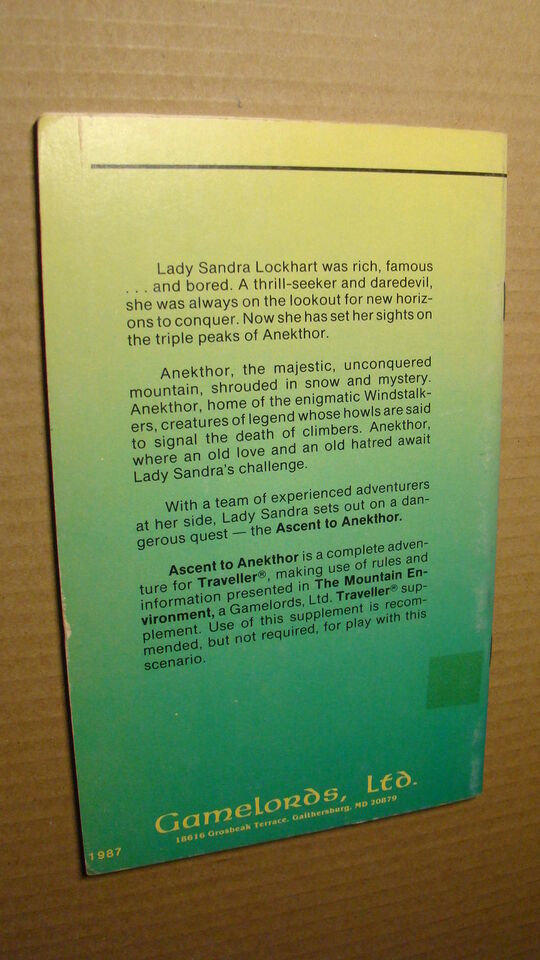 Lady Sandra Lockhart was rich, famous
. . . and bored. A thrill-seeker and daredevil,
she was always on the lookout for new horiz-
ons to conquer. Now she has set her sights on
the triple peaks of Anekthor.
Anekthor, the majestic, unconquered
mountain, shrouded in snow and mystery.
Anekthor, home of the enigmatic Windstalk-
ers, creatures of legend whose howls are said
to signal the death of climbers. Anekthor,
where an old love and an old hatred await
Lady Sandra's challenge.
With a team of experienced adventurers
at her side, Lady Sandra sets out on a dan-
gerous quest — the Ascent to Anekthor.
Ascent to Anekthor is a complete adven-
ture for Traveller®, making use of rules and
information presented in The Mountain En-
vironment, a Gamelords, Ltd. Traveller® sup-
plement. Use of this supplement is recom-
mended, but not required, for play with this
scenario.
Gamelords, Ltd.
18616 Grosbeak Terrace, Gaithersburg, MD 20879
1987